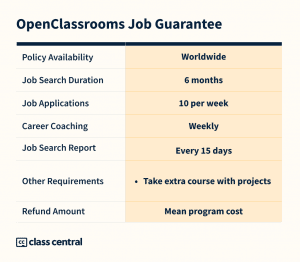 OpenClassrooms Job Guarantee
Policy Availability Worldwide
Job Search Duration 6 months
Job Applications 10 per week
Career Coaching Weekly
Job Search Report Every 15 days
Other Requirements • Take extra course with projects
Refund Amount Mean program cost
cc class central